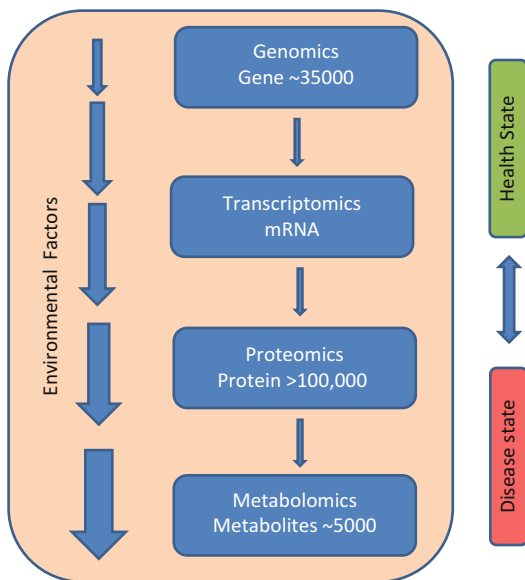 Genomics
Gene ~35000
Transcriptomics
mRNA
Proteomics
Protein >100,000
Metabolomics
Metabolites ~5000
Environmental Factors
Health State
Disease state